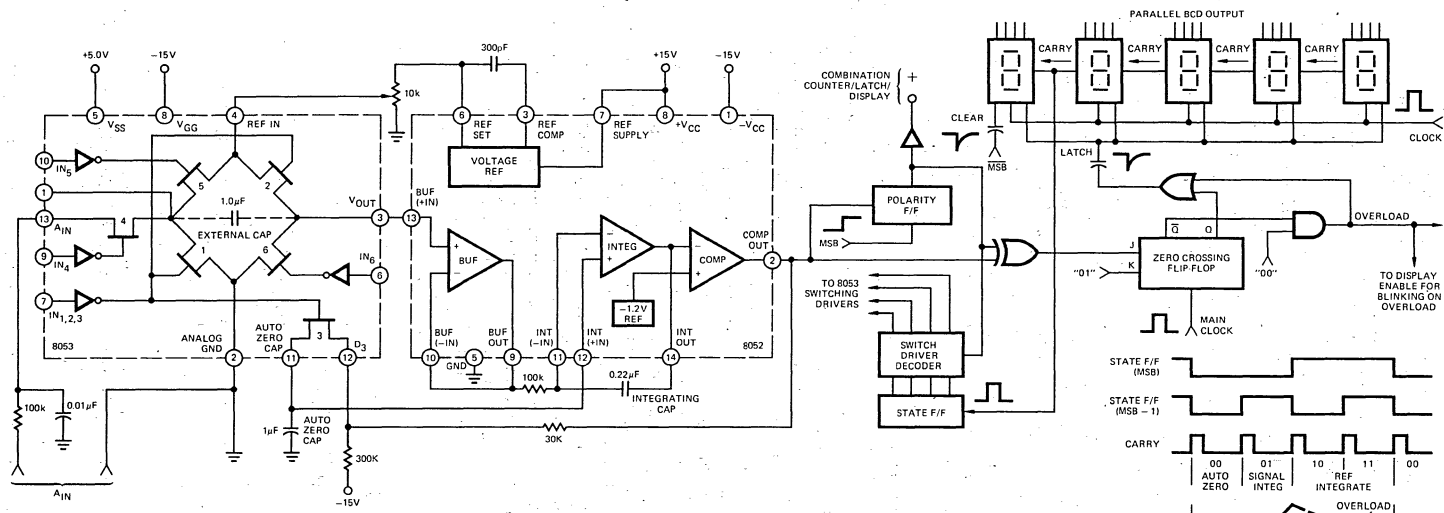 PARALLEL BCD OUTPUT
CARRY
CARRY
CARRY
CARRY
+5.0V
-15V
300pF
+15V
-15V
COMBINATION
COUNTER/LATCH/
DISPLAY
+
10k
5
8
4
6
3
7
8
1
VSS
VGG
REF IN
REF
SET
REF
COMP
REF
SUPPLY
+VCC
-VCC
CLEAR
MSB
CLOCK
LATCH
10
IN5
5
2
VOLTAGE
REF
1
1.0µF
EXTERNAL CAP
VOUT
3
BUF
(+IN)
13
POLARITY
F/F
MSB
13
AIN
4
9
IN4
1
6
IN6
6
+
BUF
−
−
INTEG
+
−
COMP
+
COMP
OUT
2
-1.2V
REF
Q
Q
OVERLOAD
"00"
J
K
"01"
ZERO CROSSING
FLIP-FLOP
TO DISPLAY
ENABLE FOR
BLINKING ON
OVERLOAD
7
IN1,2,3
3
TO 8053
SWITCHING
DRIVERS
MAIN
CLOCK
ANALOG
GND
AUTO
ZERO
CAP
D3
BUF
(-IN)
BUF
OUT
INT
(-IN)
INT
(+IN)
INT
OUT
8053
2
11
12
10
5
GND
9
11
12
14
8052
SWITCH
DRIVER
DECODER
STATE F/F
100k
0.22µF
INTEGRATING
CAP
100k
0.01µF
1µF
AUTO
ZERO
CAP
30K
300K
-15V
AIN
STATE F/F
(MSB)
STATE F/F
(MSB – 1)
CARRY
00
01
10
11
00
AUTO
ZERO
SIGNAL
INTEG
REF
INTEGRATE
OVERLOAD